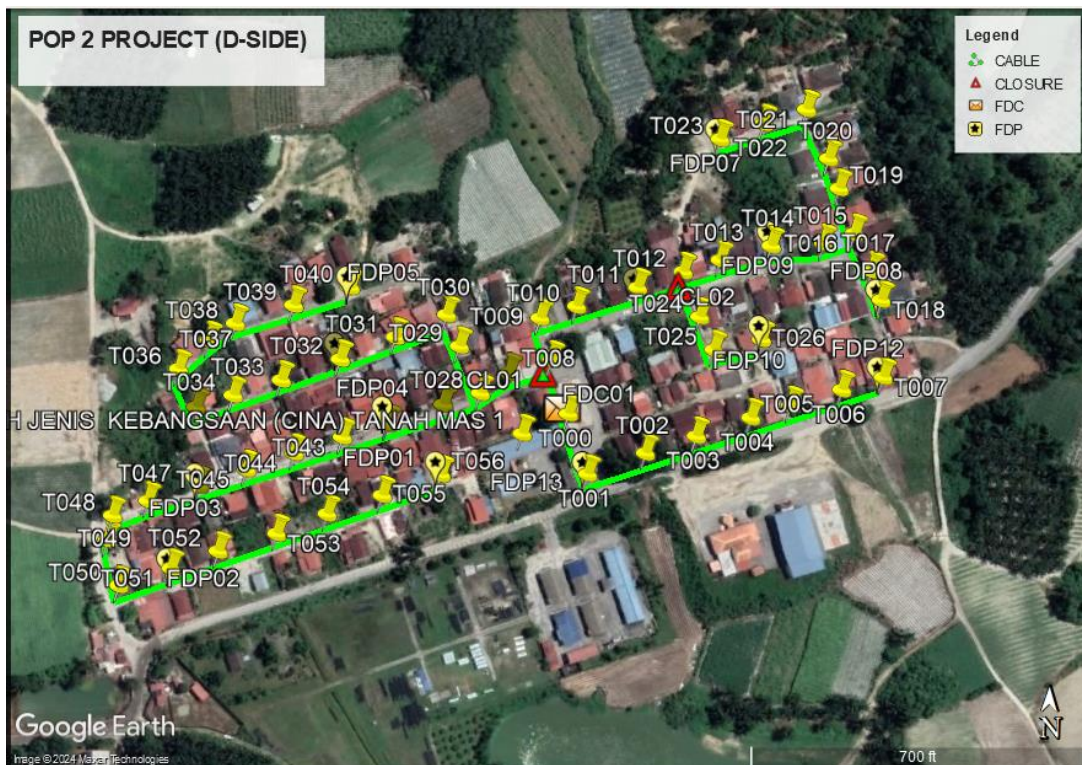 POP 2 PROJECT (D-SIDE)
Legend
CABLE
CLOSURE
FDC
FDP
T023
T021
T020
T022
FDP07
T019
T014
T015
T013
T016
T017
T012
FDP09
FDP08
T040
FDP05
T030
T011
T024
CL02
T018
T039
T010
T038
T009
T031
T029
T025
T026
T037
T032
FDP10
FDP12
T036
T033
T008
T034
FDP04
T028
CL01
T007
FDC01
T005
T006
H JENIS KEBANGSAAN (CINA) TANAH MAS 1
T002
T000
T004
T043
T003
T044
FDP01
T056
T047
T045
FDP13
T001
T048
FDP03
T054
T055
T049
T052
T053
T050
T051
FDP02
Google Earth
Image © 2024 Maxar Technologies
700 ft
N